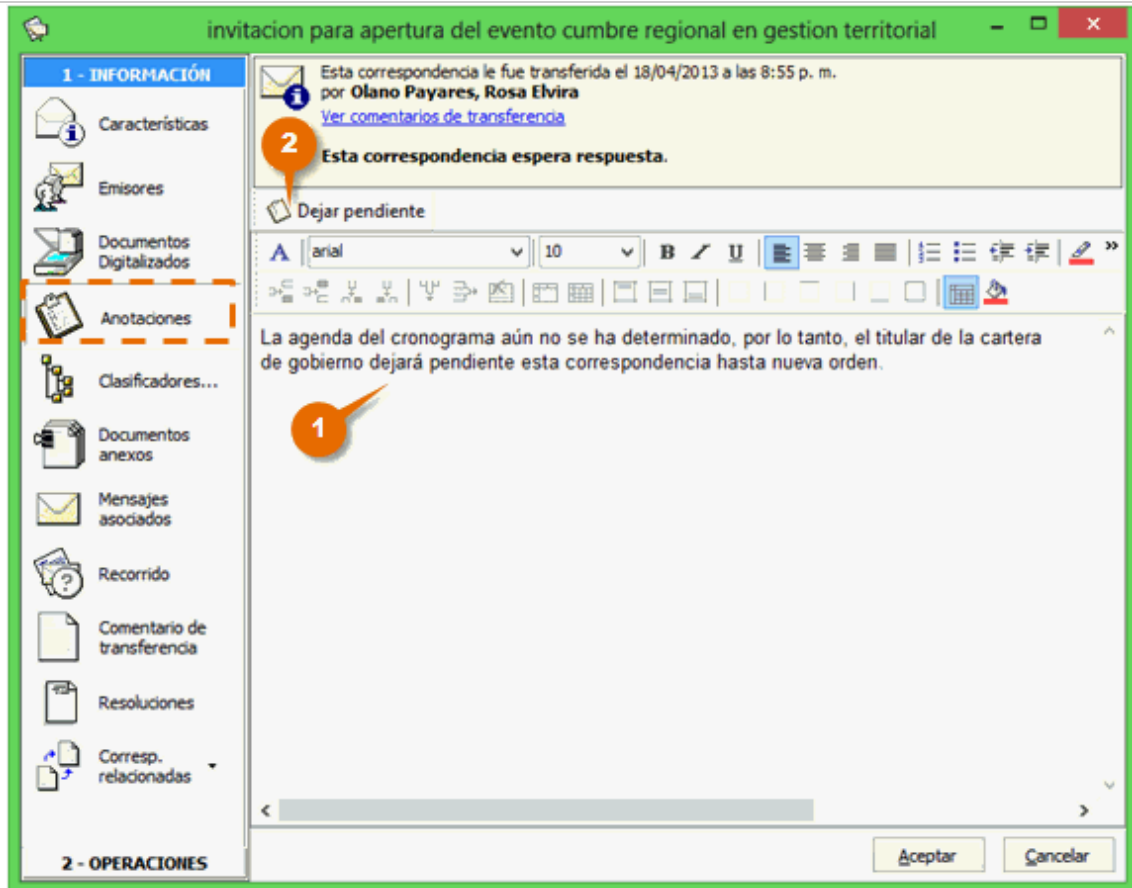 invitacion para apertura del evento cumbre regional en gestion territorial
1 - INFORMACIÓN
Características
Emisores
Documentos
Digitalizados
Anotaciones
Clasificadores...
Documentos
anexos
Mensajes
asociados
Recorrido
Comentario de
transferencia
Resoluciones
Corresp.
relacionadas
2 - OPERACIONES
Esta correspondencia le fue transferida el 18/04/2013 a las 8:55 p. m.
por Olano Payares, Rosa Elvira
Ver comentarios de transferencia
2
Esta correspondencia espera respuesta.
Dejar pendiente
A arial 10 B I U »
La agenda del cronograma aún no se ha determinado, por lo tanto, el titular de la cartera
de gobierno dejará pendiente esta correspondencia hasta nueva orden.
1
Aceptar Cancelar